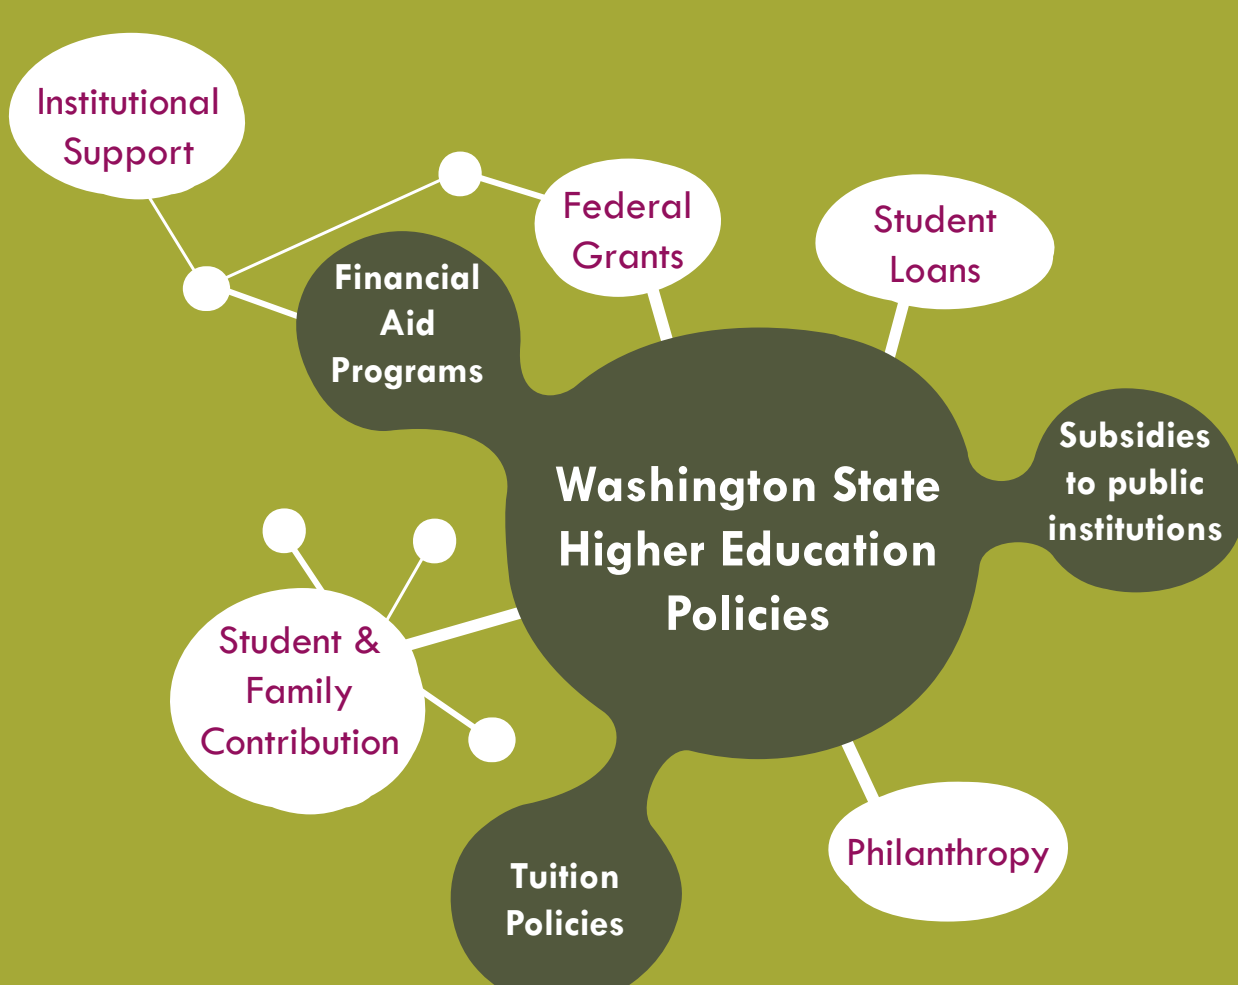 Institutional
Support
Federal
Grants
Student
Loans
Financial
Aid
Programs
Subsidies
to public
institutions
Washington State
Higher Education
Policies
Student &
Family
Contribution
Philanthropy
Tuition
Policies